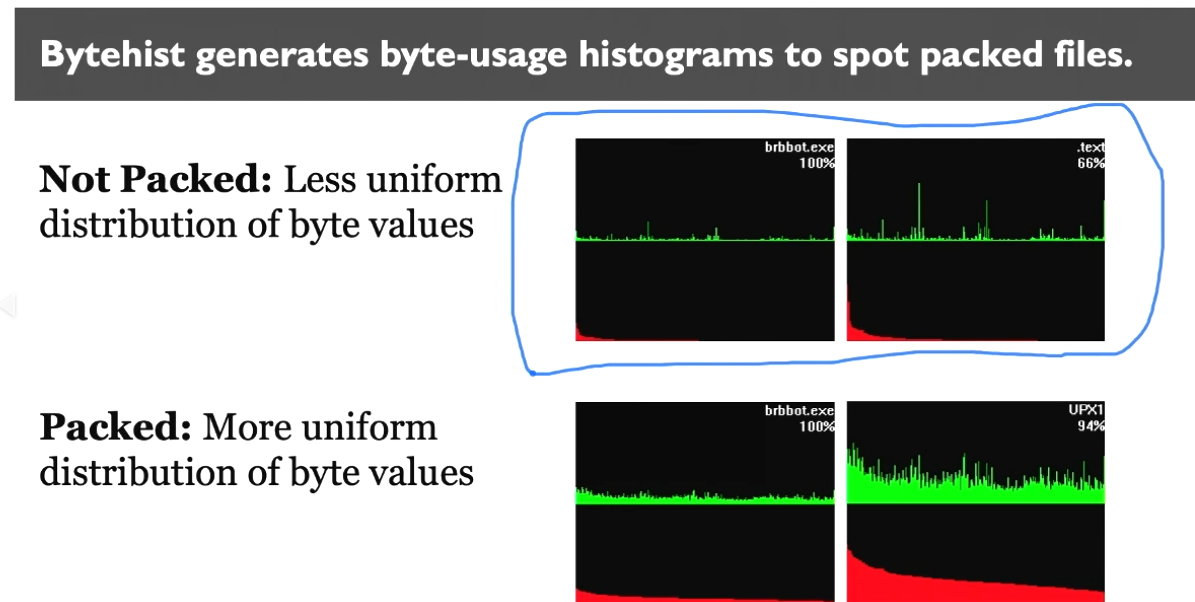 Bytehist generates byte-usage histograms to spot packed files.
Not Packed: Less uniform
distribution of byte values
brbbot.exe
100%
.text
66%
Packed: More uniform
distribution of byte values
brbbot.exe
100%
UPX1
94%